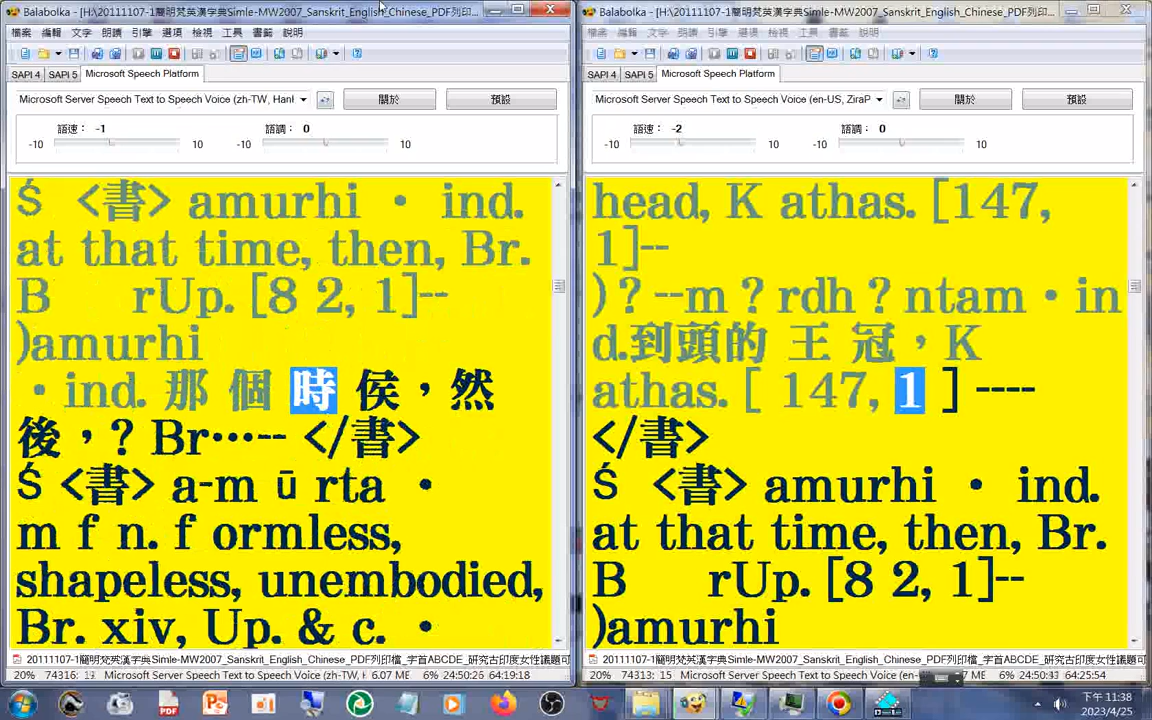 Balabolka - [H:\20111107-1簡明梵英漢字典Simle-MW2007_Sanskrit_English_Chinese_PDF列印...
檔案 編輯 文字 朗讀 引擎 選項 檢視 工具 書籤 說明
SAPI 4 SAPI 5 Microsoft Speech Platform
Microsoft Server Speech Text to Speech Voice (zh-TW, HanI
關於 預設
語速： -1 語調： 0
-10 10 -10 10
Ś <書> amurhi • ind.
at that time, then, Br.
B rUp. [8 2, 1]--
)amurhi
• ind. 那 個 時 侯，然
後，? Br…-- </書>
Ś <書> a-m ū rta •
m f n. f ormless,
shapeless, unembodied,
Br. xiv, Up. & c. •
20111107-1簡明梵英漢字典Simle-MW2007_Sanskrit_English_Chinese_PDF列印檔_字首ABCDE_研究古印度女性議題可
74316: 13 Microsoft Server Speech Text to Speech Voice (zh-TW, H 6.07 MB 6% 24:50:26 64:19:18
Balabolka - [H:\20111107-1簡明梵英漢字典Simle-MW2007_Sanskrit_English_Chinese_PDF列印...
檔案 編輯 文字 朗讀 引擎 選項 檢視 工具 書籤 說明
SAPI 4 SAPI 5 Microsoft Speech Platform
Microsoft Server Speech Text to Speech Voice (en-US, ZiraP
關於 預設
語速： -2 語調： 0
-10 10 -10 10
head, K athas. [147,
1]--
)? --m ? rdh ? ntam • in
d.到頭的 王 冠，K
athas. [ 147, 1 ] ----
</書>
Ś <書> amurhi • ind.
at that time, then, Br.
B rUp. [8 2, 1]--
)amurhi
20111107-1簡明梵英漢字典Simle-MW2007_Sanskrit_English_Chinese_PDF列印檔_字首ABCDE_研究古印度女性議題可
20% 74313: 15 Microsoft Server Speech Text to Speech Voice (en-US, 6% 24:50:33 64:25:54
下午 11:38
2023/4/25